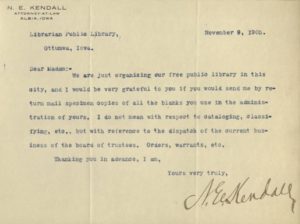 N. E. KENDALL
ATTORNEY-AT-LAW
ALBIA, IOWA
November 9, 1905.
Librarian Public Library,
Ottumwa, Iowa.
Dear Madam:-
We are just organizing our free public library in this
city, and I would be very grateful to you if you would send me by re-
turn mail specimen copies of all the blanks you use in the adminis-
tration of yours. I do not mean with respect to cataloging, classi-
fying, etc., but with reference to the dispatch of the current bus-
iness of the board of trustees. Orders, warrants, etc.
Thanking you in advance, I am,
Yours very truly,
N.E. Kendall